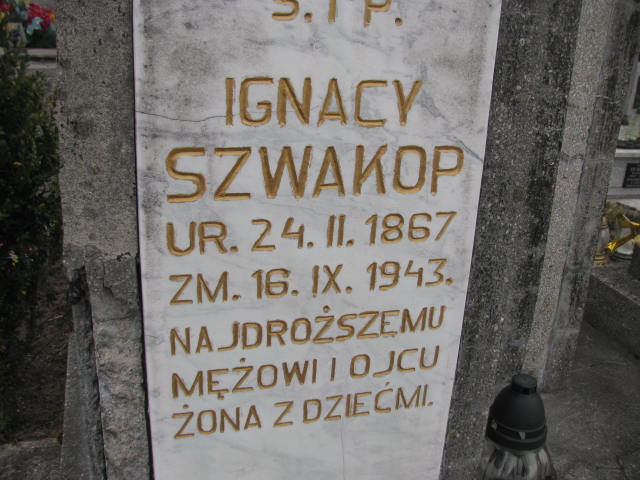 Ś. † P.
IGNACY
SZWAKOP
UR. 24. II. 1867
ZM. 16. IX. 1943.
NAJDROŻSZEMU
MĘŻOWI I OJCU
ŻONA Z DZIEĆMI.